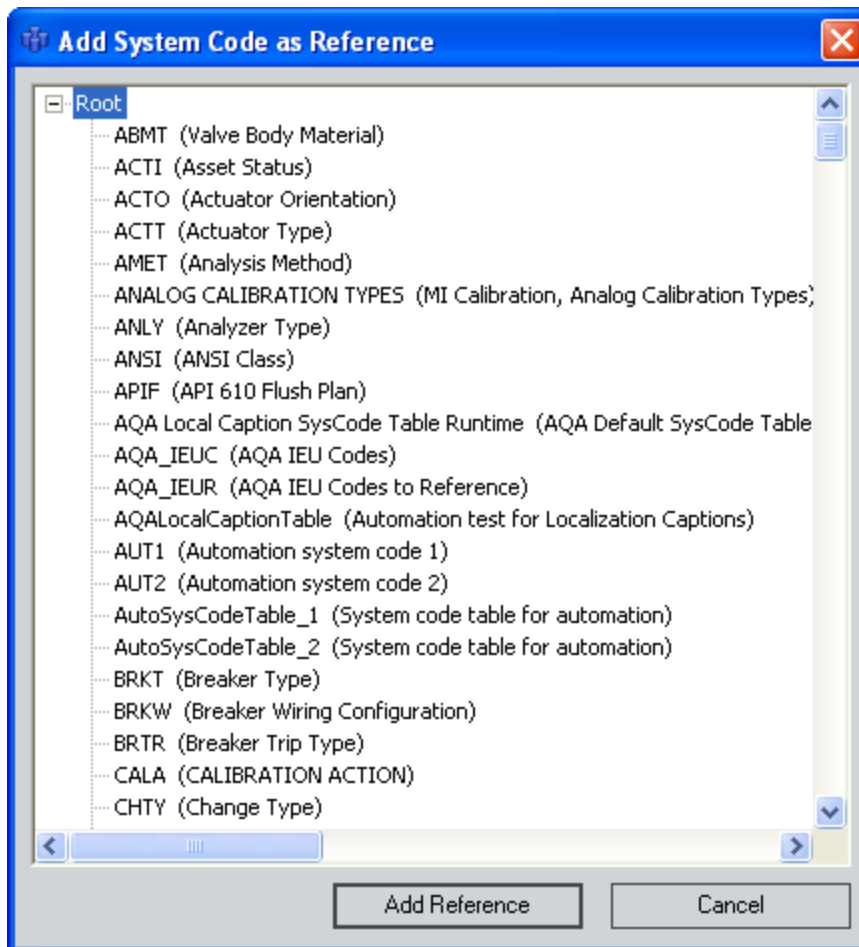 Add System Code as Reference
Root
ABMT (Valve Body Material)
ACTI (Asset Status)
ACTO (Actuator Orientation)
ACTT (Actuator Type)
AMET (Analysis Method)
ANALOG CALIBRATION TYPES (MI Calibration, Analog Calibration Types)
ANLY (Analyzer Type)
ANSI (ANSI Class)
APIF (API 610 Flush Plan)
AQA Local Caption SysCode Table Runtime (AQA Default SysCode Table
AQA_IEUC (AQA IEU Codes)
AQA_IEUR (AQA IEU Codes to Reference)
AQALocalCaptionTable (Automation test for Localization Captions)
AUT1 (Automation system code 1)
AUT2 (Automation system code 2)
AutoSysCodeTable_1 (System code table for automation)
AutoSysCodeTable_2 (System code table for automation)
BRKT (Breaker Type)
BRKW (Breaker Wiring Configuration)
BRTR (Breaker Trip Type)
CALA (CALIBRATION ACTION)
CHTY (Change Type)
Add Reference Cancel